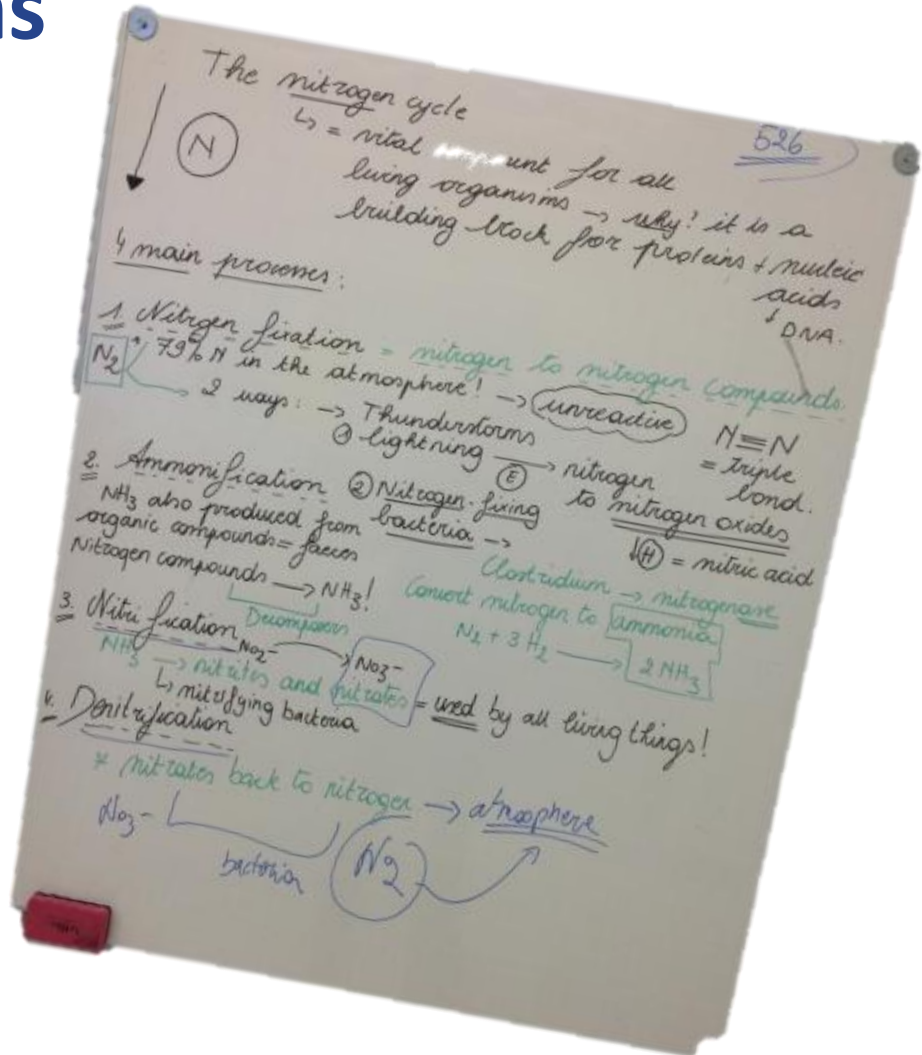 The nitrogen cycle
526
N
↳ = vital unt for all
living organisms → why? it is a
building block for proteins + nucleic
acids
↓ DNA.
4 main processes:
1. Nitrgen fixation = nitrogen to nitrogen compounds.
N2
79% N in the atmosphere! → unreactive
N≡N
= triple
bond.
2 ways: → Thunderstorms
① lightning → nitrogen
Ⓔ
to nitrogen oxides
↓Ⓗ = nitric acid
② Nitrogen-fixing
bacteria →
Clostridium → nitrogenase
Convert nitrogen to ammonia
N2 + 3 H2 → 2 NH3
2. Ammonification
NH3 also produced from
organic compounds = faeces
Nitrogen compounds → NH3!
Decomposers
3. Nitrification
No2- → No3-
NH3 → nitrites and nitrates = used by all living things!
↳ nitrifying bacteria
4. Denitrification
* nitrates back to nitrogen → atmosphere
No3-
bacteria
N2